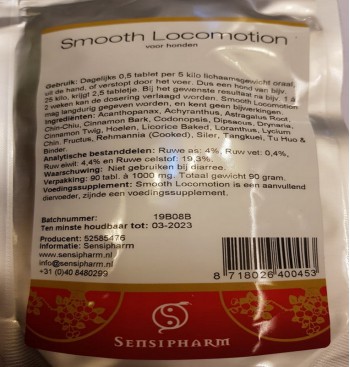 Smooth Locomotion
voor honden
Gebruik: Dagelijks 0,5 tablet per 5 kilo lichaamsgewicht oraal
uit de hand, of verstopt door het voer. Dus een hond van bijv.
25 kilo, krijgt 2,5 tabletje. Bij het gewenste resultaat na bijv. 1 a
2 weken kan de dosering verlaagd worden. Smooth Locomotion
mag langdurig gegeven worden, en kent geen bijwerkingen.
Ingrediënten: Acanthopanax, Achyranthys, Astragalus Root,
Chin-Chiu, Cinnamon Bark, Codonopsis, Dipsacus, Drynaria,
Cinnamon Twig, Hoelen, Licorice Baked, Loranthus, Lycium
Chin. Fructus, Rehmannia (Cooked), Siler, Tangkuei, Tu Huo &
Binder.
Analytische bestanddelen: Ruwe as: 4%, Ruw vet: 0,4%,
Ruw eiwit: 4,4% en Ruwe celstof: 19,3%.
Waarschuwing: Niet gebruiken bij diarree.
Verpakking: 90 tabl. à 1000 mg. Totaal gewicht 90 gram.
Voedingssupplement: Smooth Locomotion is een aanvullend
diervoeder, zijnde een voedingssupplement.
Batchnummer: 19B08B
Ten minste houdbaar tot: 03-2023
Producent: 52585476
Informatie: Sensipharm
www.sensipharm.nl
info@sensipharm.nl
+31 (0)40 8480299
8 718026 400453
SENSIPHARM